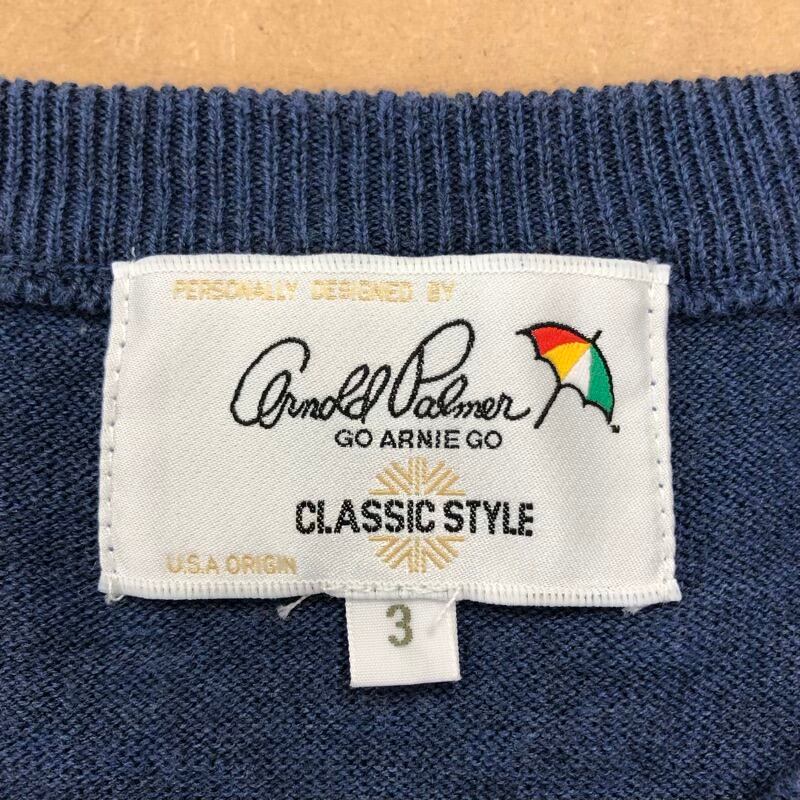 PERSONALLY DESIGNED BY
Arnold Palmer
GO ARNIE GO
CLASSIC STYLE
U.S.A ORIGIN
3